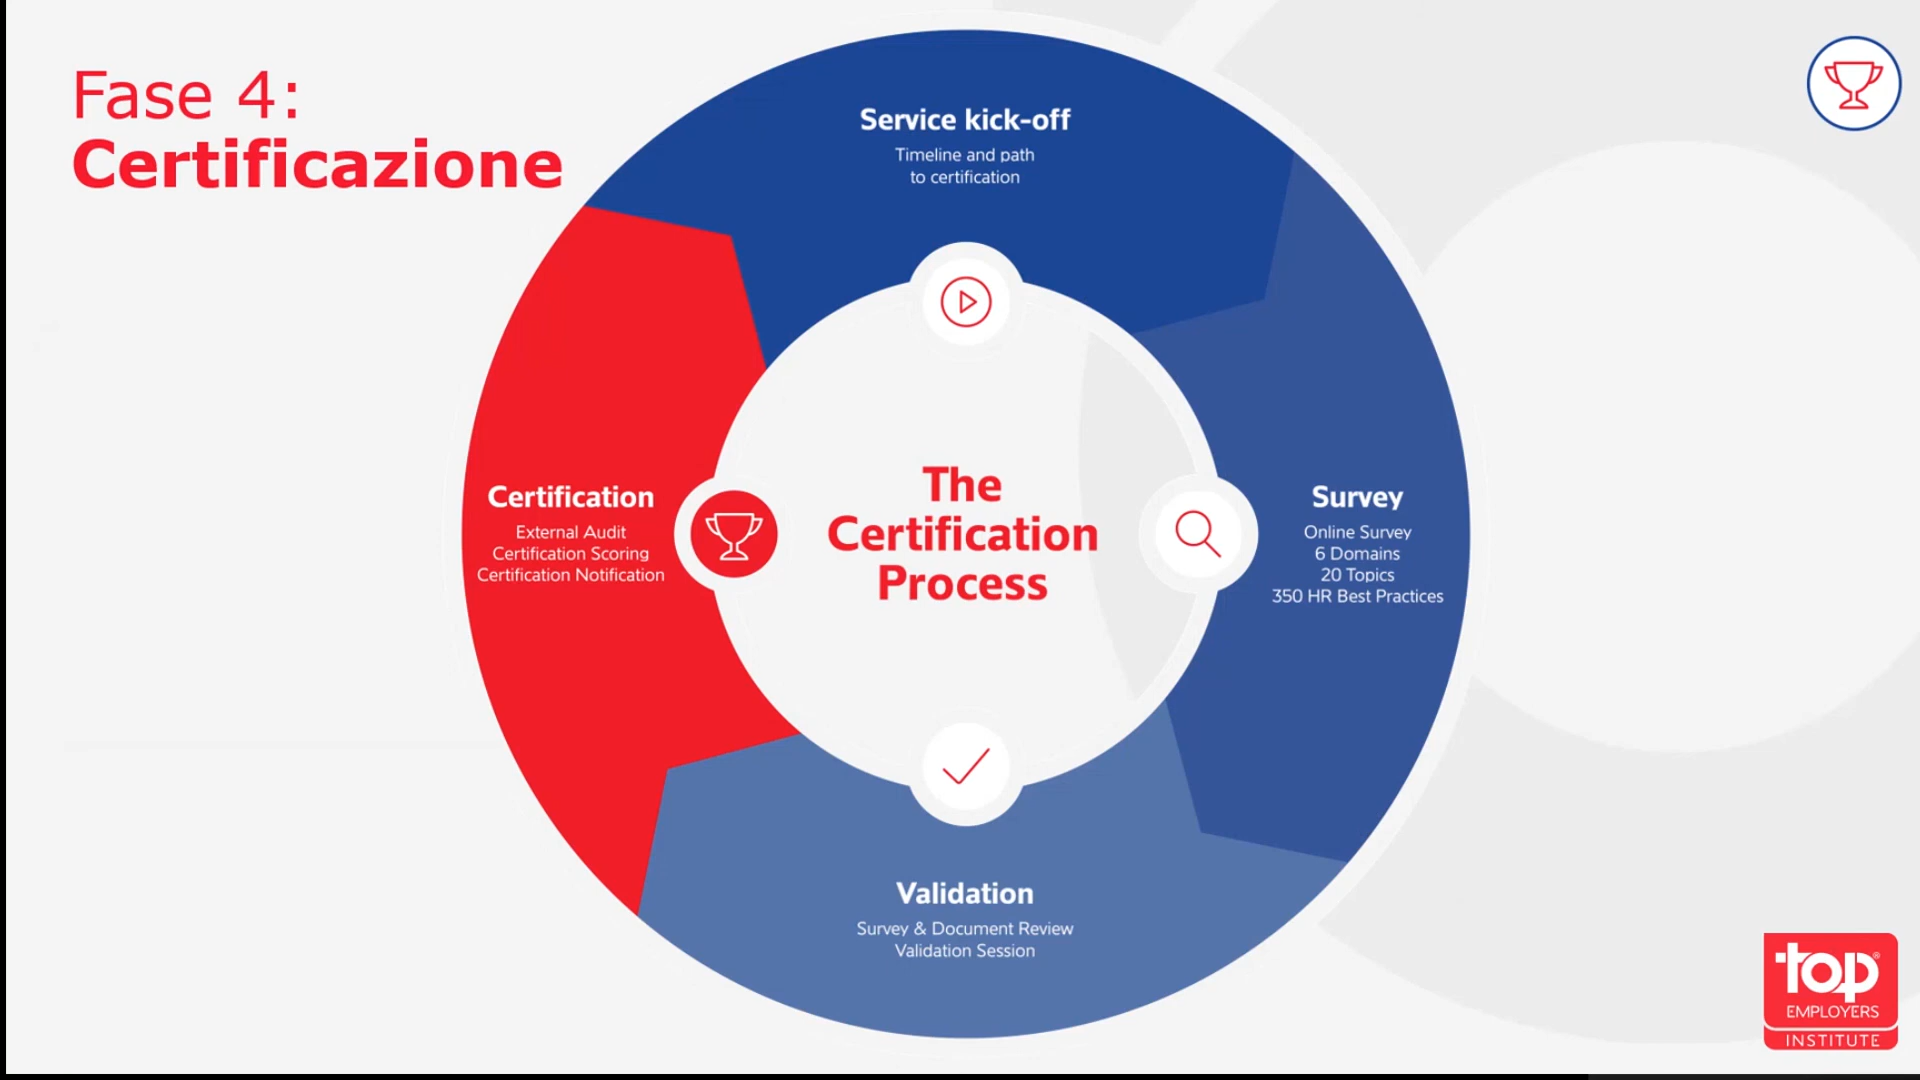 Fase 4:
Certificazione
Service kick-off
Timeline and path
to certification
Certification
External Audit
Certification Scoring
Certification Notification
The
Certification
Process
Survey
Online Survey
6 Domains
20 Topics
350 HR Best Practices
Validation
Survey & Document Review
Validation Session
top®
EMPLOYERS
INSTITUTE